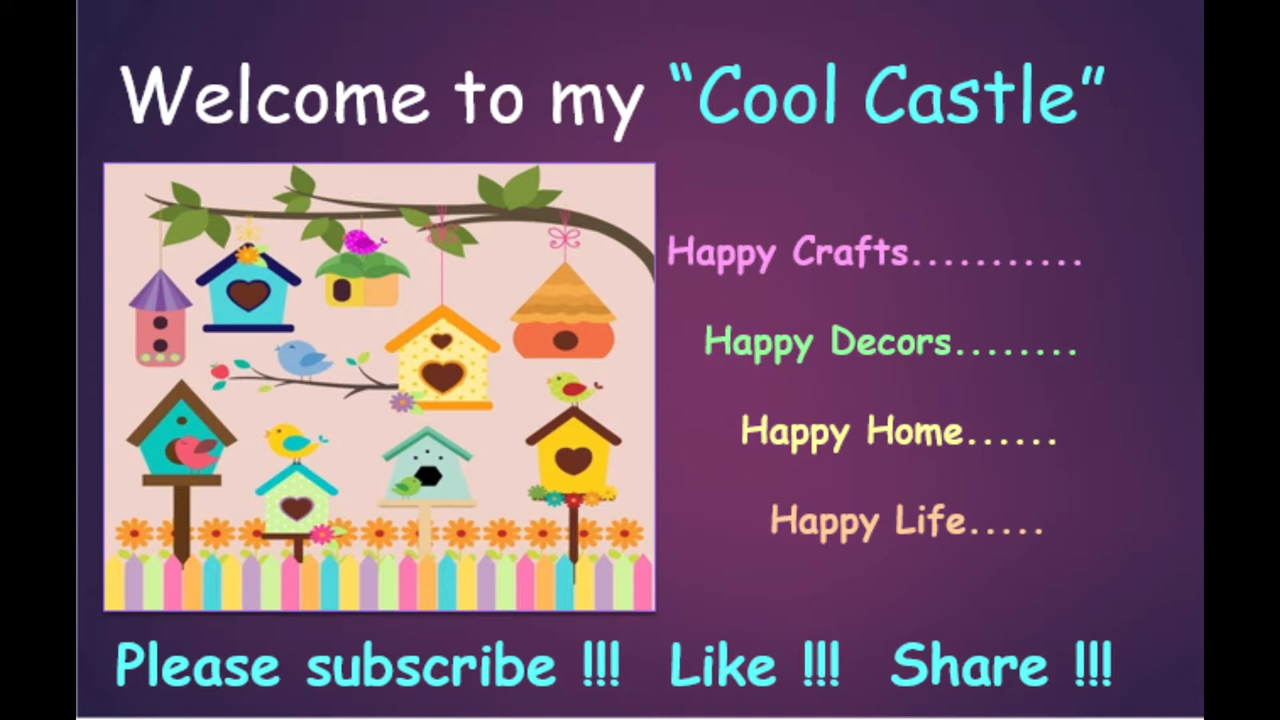 Welcome to my “Cool Castle”
Happy Crafts...........
Happy Decors........
Happy Home......
Happy Life.....
Please subscribe !!! Like !!! Share !!!